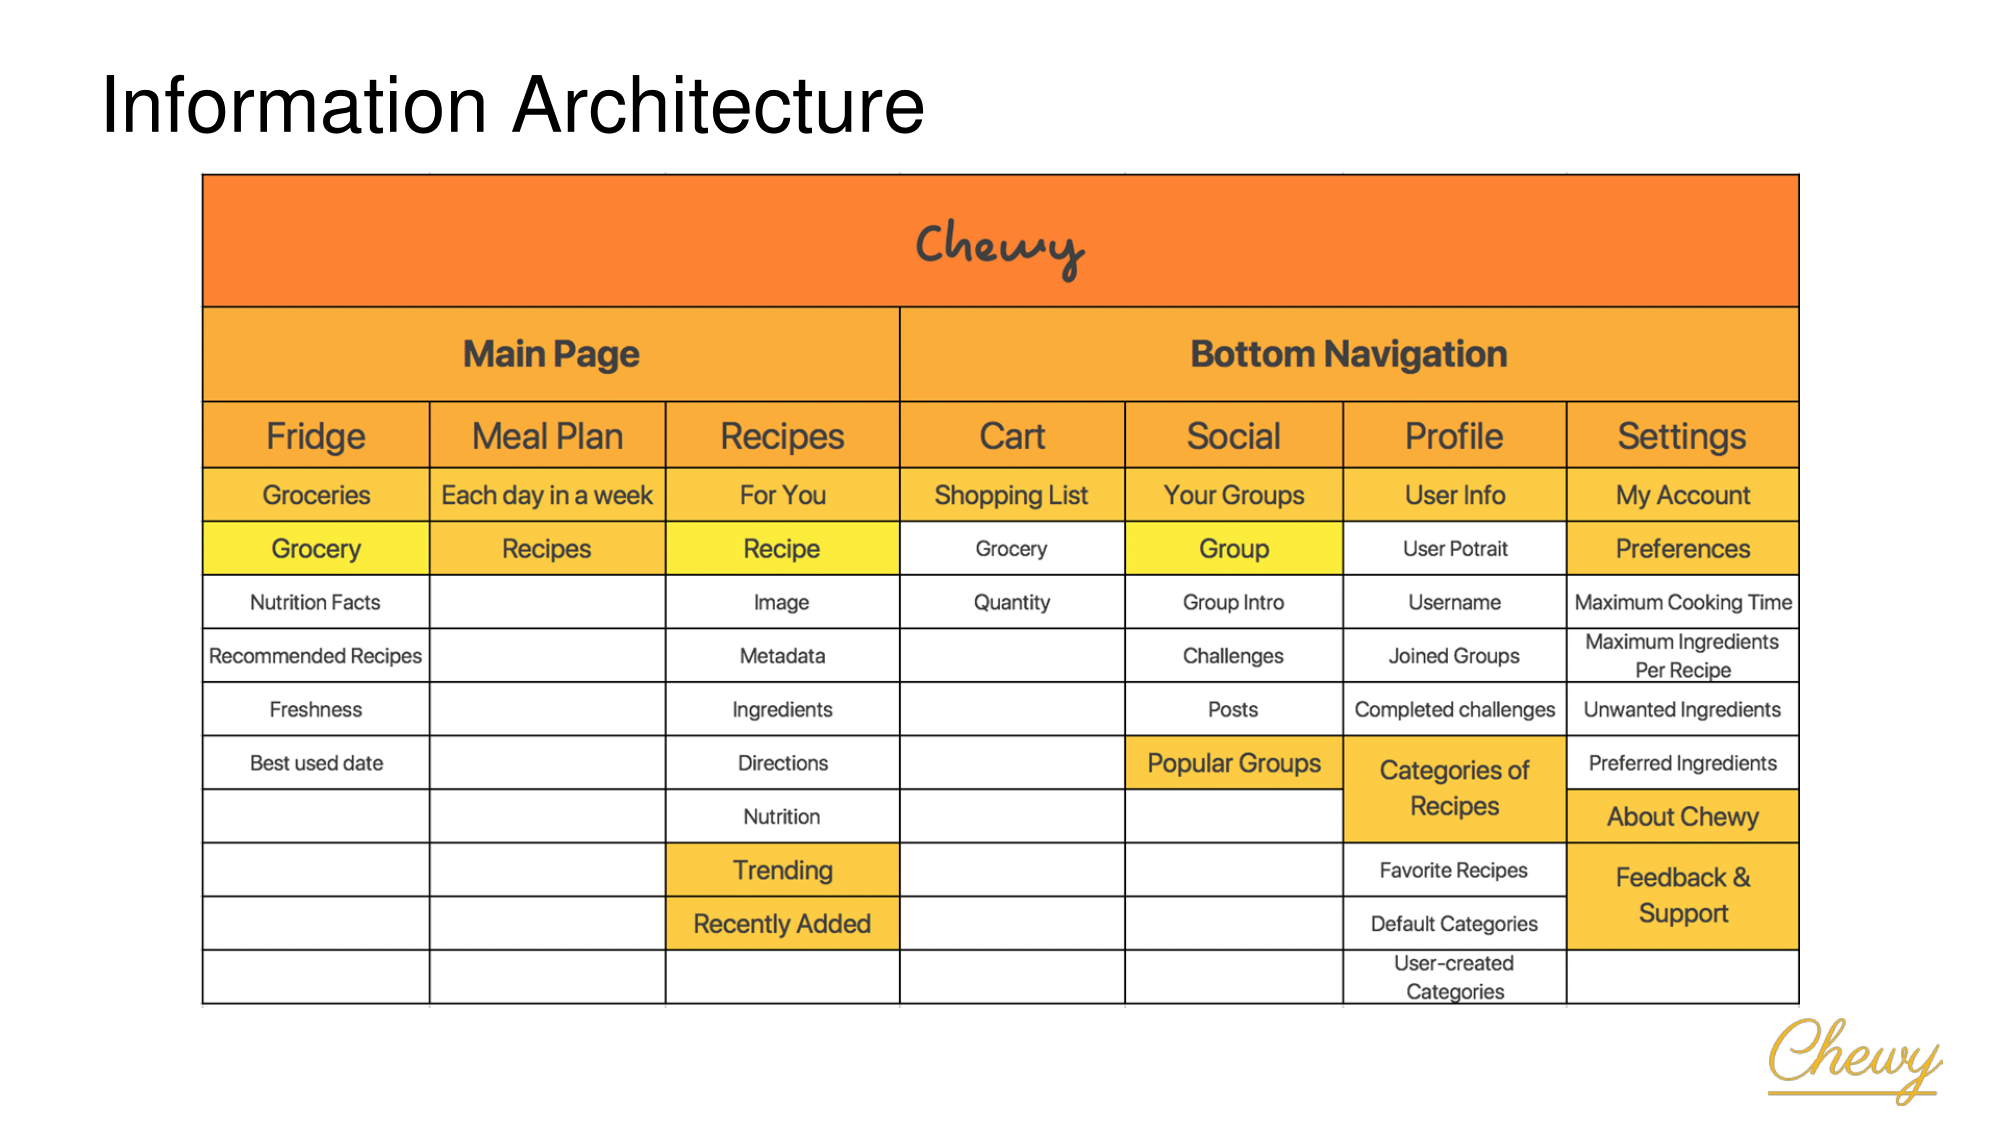 Information Architecture
Chewy
Main Page Bottom Navigation
Fridge Meal Plan Recipes Cart Social Profile Settings
Groceries Each day in a week For You Shopping List Your Groups User Info My Account
Grocery Recipes Recipe Grocery Group User Potrait Preferences
Nutrition Facts Image Quantity Group Intro Username Maximum Cooking Time
Recommended Recipes Metadata Challenges Joined Groups Maximum Ingredients
Per Recipe
Freshness Ingredients Posts Completed challenges Unwanted Ingredients
Best used date Directions Popular Groups Categories of
Recipes
Preferred Ingredients
Nutrition About Chewy
Trending Favorite Recipes Feedback &
Support
Recently Added Default Categories
User-created
Categories
Chewy